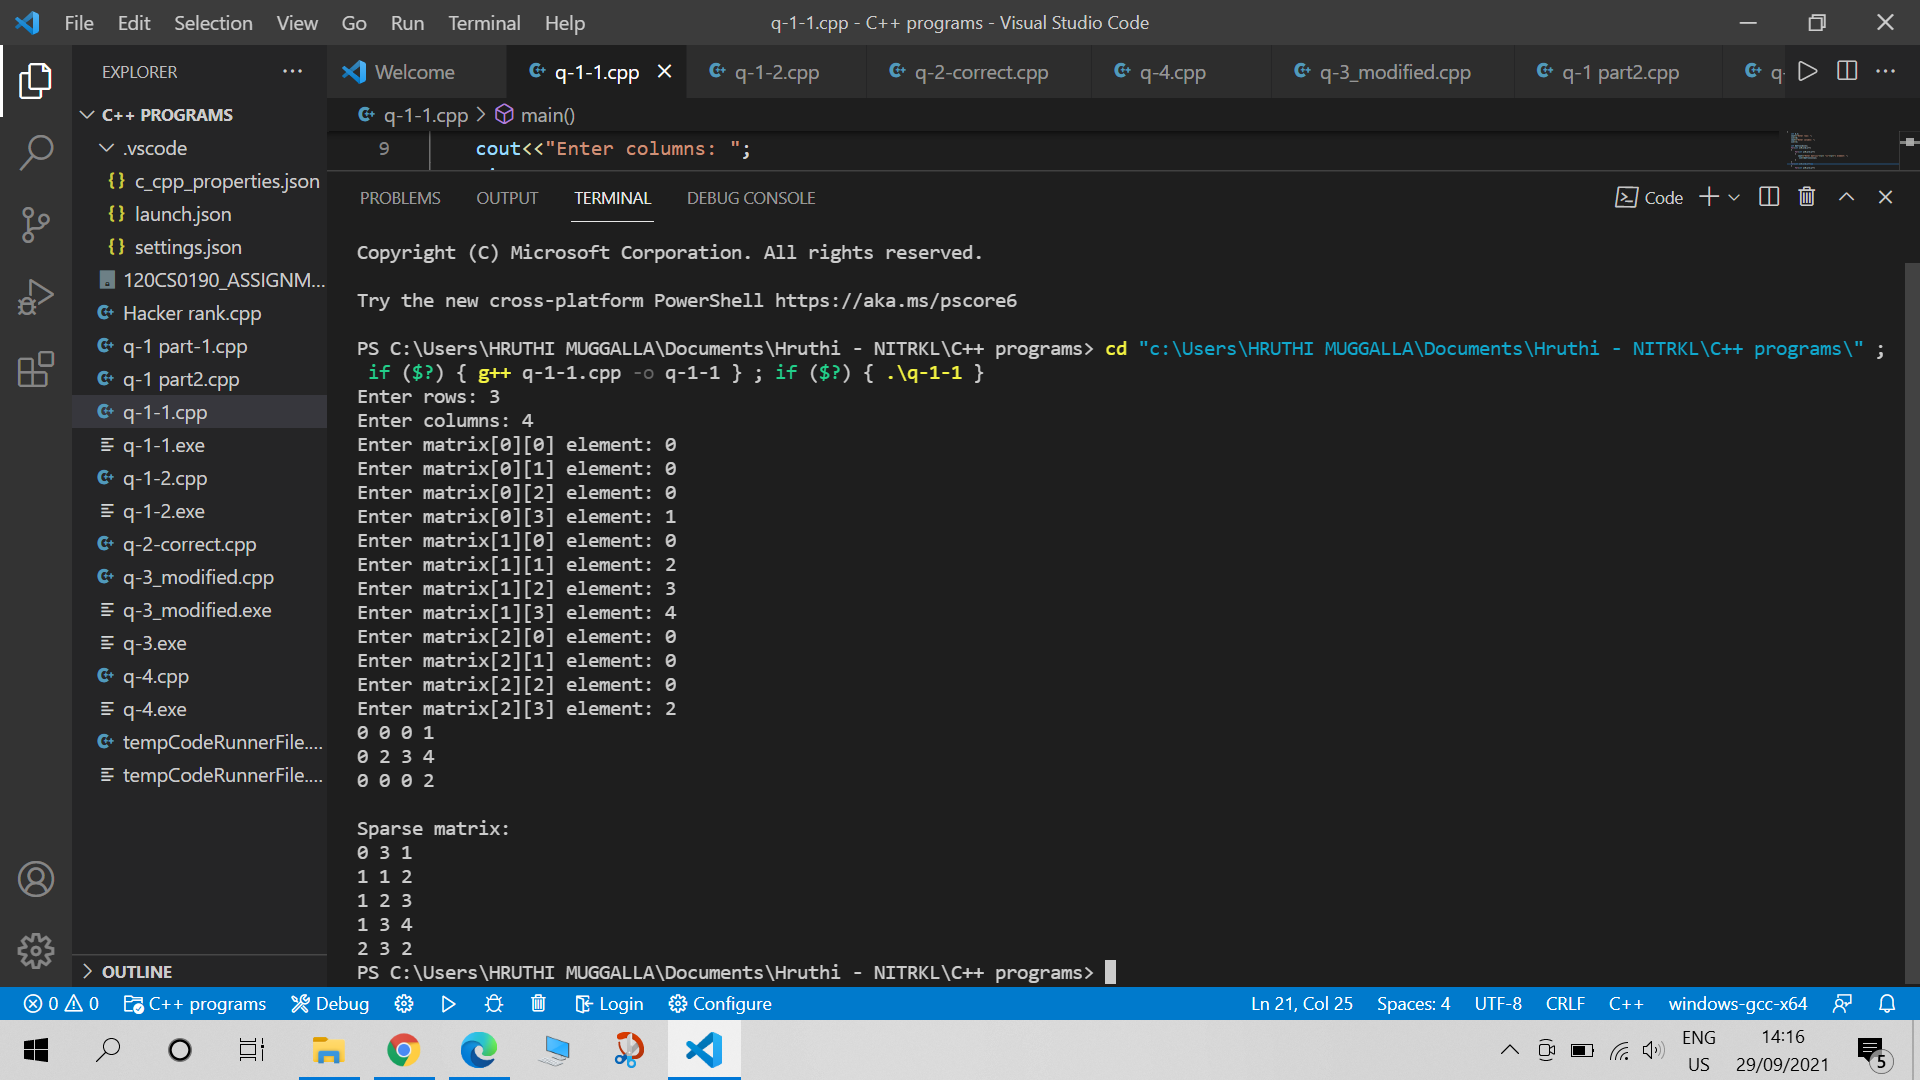 File Edit Selection View Go Run Terminal Help
q-1-1.cpp - C++ programs - Visual Studio Code
EXPLORER
C++ PROGRAMS
.vscode
c_cpp_properties.json
launch.json
settings.json
120CS0190_ASSIGNM...
Hacker rank.cpp
q-1 part-1.cpp
q-1 part2.cpp
q-1-1.cpp
q-1-1.exe
q-1-2.cpp
q-1-2.exe
q-2-correct.cpp
q-3_modified.cpp
q-3_modified.exe
q-3.exe
q-4.cpp
q-4.exe
tempCodeRunnerFile....
tempCodeRunnerFile....
OUTLINE
Welcome q-1-1.cpp q-1-2.cpp q-2-correct.cpp q-4.cpp q-3_modified.cpp q-1 part2.cpp q-
q-1-1.cpp > main()
9 cout<<"Enter columns: ";
PROBLEMS OUTPUT TERMINAL DEBUG CONSOLE
Code
Copyright (C) Microsoft Corporation. All rights reserved.
Try the new cross-platform PowerShell https://aka.ms/pscore6
PS C:\Users\HRUTHI MUGGALLA\Documents\Hruthi - NITRKL\C++ programs> cd "c:\Users\HRUTHI MUGGALLA\Documents\Hruthi - NITRKL\C++ programs\" ;
if ($?) { g++ q-1-1.cpp -o q-1-1 } ; if ($?) { .\q-1-1 }
Enter rows: 3
Enter columns: 4
Enter matrix[0][0] element: 0
Enter matrix[0][1] element: 0
Enter matrix[0][2] element: 0
Enter matrix[0][3] element: 1
Enter matrix[1][0] element: 0
Enter matrix[1][1] element: 2
Enter matrix[1][2] element: 3
Enter matrix[1][3] element: 4
Enter matrix[2][0] element: 0
Enter matrix[2][1] element: 0
Enter matrix[2][2] element: 0
Enter matrix[2][3] element: 2
0 0 0 1
0 2 3 4
0 0 0 2
Sparse matrix:
0 3 1
1 1 2
1 2 3
1 3 4
2 3 2
PS C:\Users\HRUTHI MUGGALLA\Documents\Hruthi - NITRKL\C++ programs>
0 0 C++ programs Debug Login Configure
Ln 21, Col 25 Spaces: 4 UTF-8 CRLF C++ windows-gcc-x64
ENG
US
14:16
29/09/2021
5